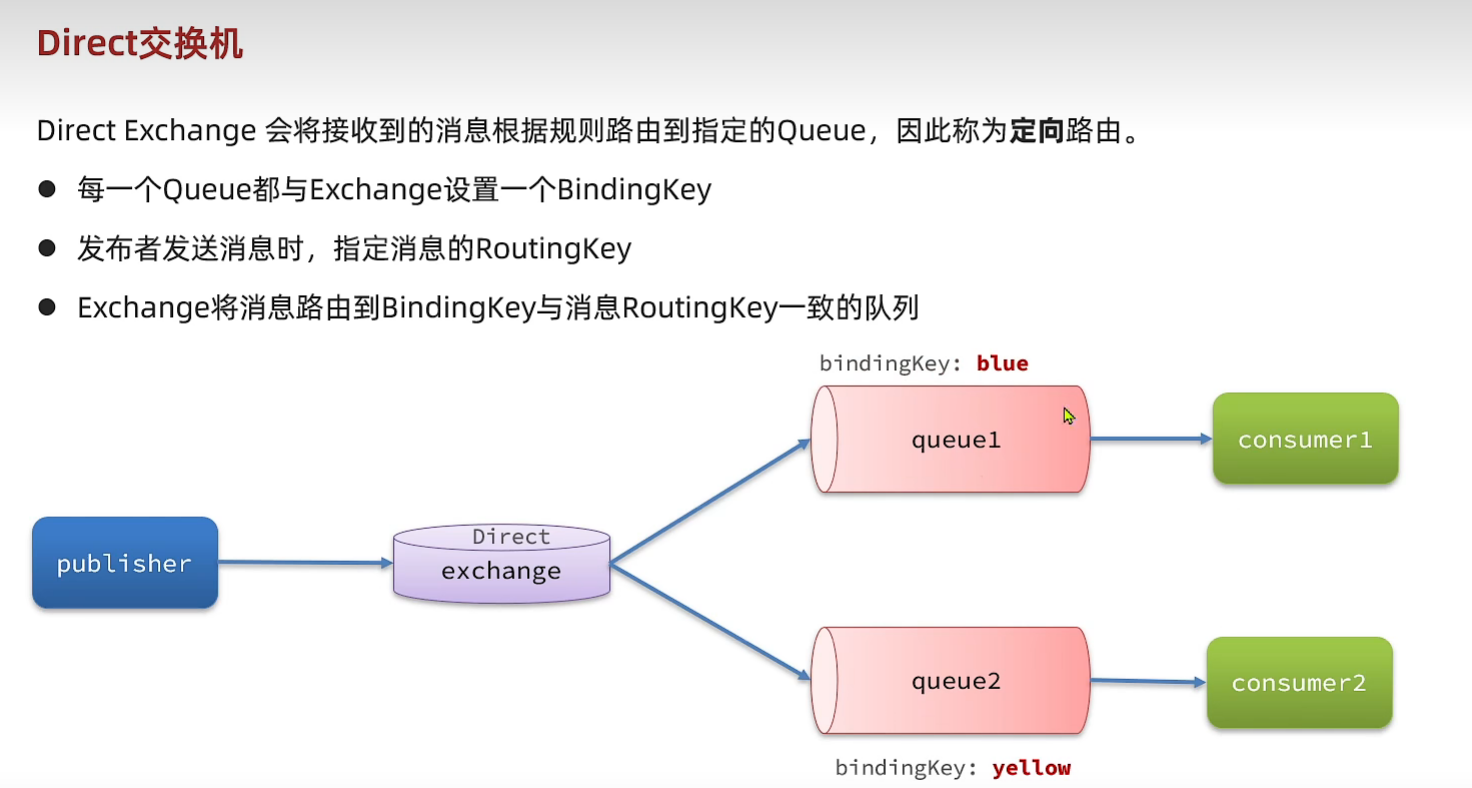 Direct交换机
Direct Exchange 会将接收到的消息根据规则路由到指定的Queue，因此称为定向路由。
● 每一个Queue都与Exchange设置一个BindingKey
● 发布者发送消息时，指定消息的RoutingKey
● Exchange将消息路由到BindingKey与消息RoutingKey一致的队列
bindingKey: blue
queue1
consumer1
publisher
Direct
exchange
queue2
consumer2
bindingKey: yellow